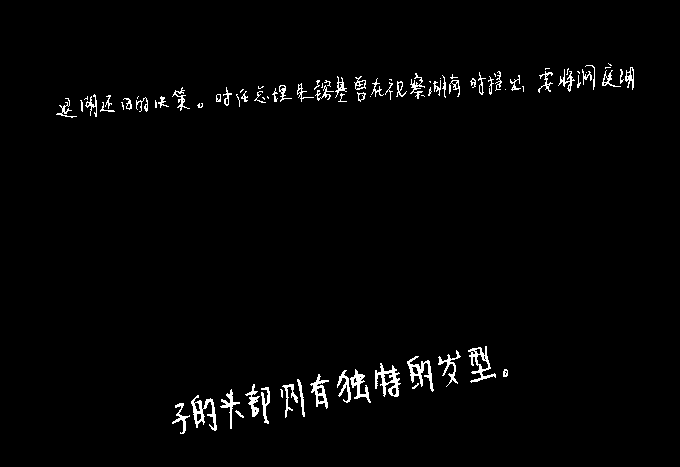 退湖还田的决策。时任总理朱镕基曾在视察湖南时提出，要将洞庭湖
子的头部则有独特的发型。